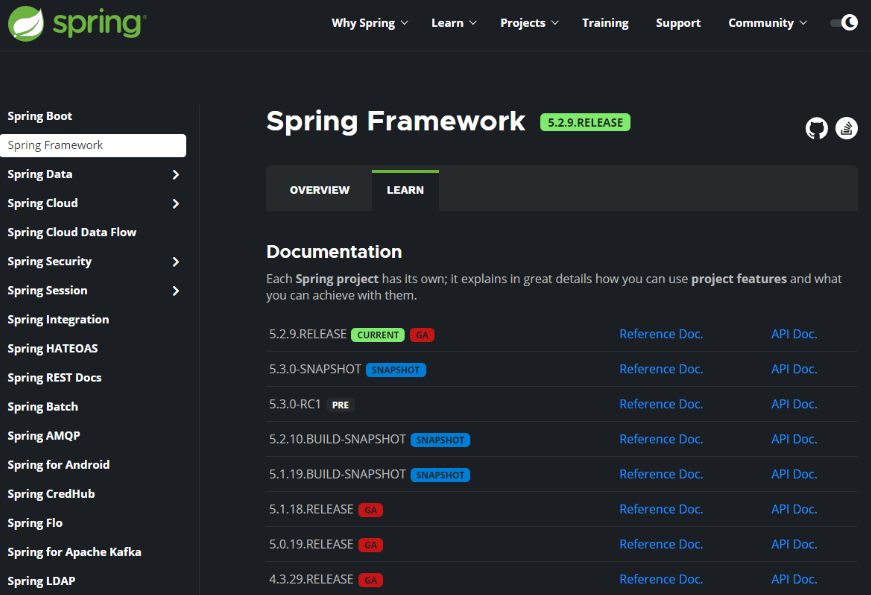 spring
Why Spring Learn Projects Training Support Community
Spring Boot
Spring Framework
Spring Data
Spring Cloud
Spring Cloud Data Flow
Spring Security
Spring Session
Spring Integration
Spring HATEOAS
Spring REST Docs
Spring Batch
Spring AMQP
Spring for Android
Spring CredHub
Spring Flo
Spring for Apache Kafka
Spring LDAP
Spring Framework 5.2.9.RELEASE
OVERVIEW LEARN
Documentation
Each Spring project has its own; it explains in great details how you can use project features and what
you can achieve with them.
5.2.9.RELEASE CURRENT GA Reference Doc. API Doc.
5.3.0-SNAPSHOT SNAPSHOT Reference Doc. API Doc.
5.3.0-RC1 PRE Reference Doc. API Doc.
5.2.10.BUILD-SNAPSHOT SNAPSHOT Reference Doc. API Doc.
5.1.19.BUILD-SNAPSHOT SNAPSHOT Reference Doc. API Doc.
5.1.18.RELEASE GA Reference Doc. API Doc.
5.0.19.RELEASE GA Reference Doc. API Doc.
4.3.29.RELEASE GA Reference Doc. API Doc.